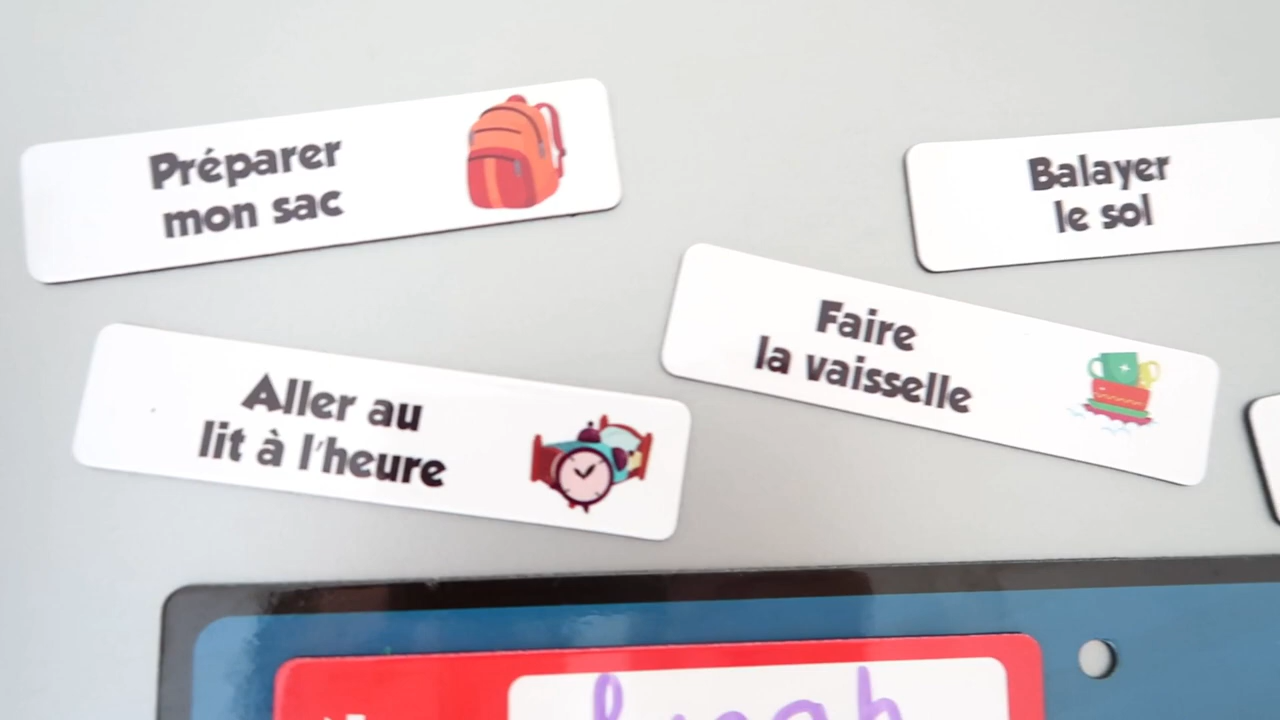 Préparer
mon sac
Balayer
le sol
Faire
la vaisselle
Aller au
lit à l'heure